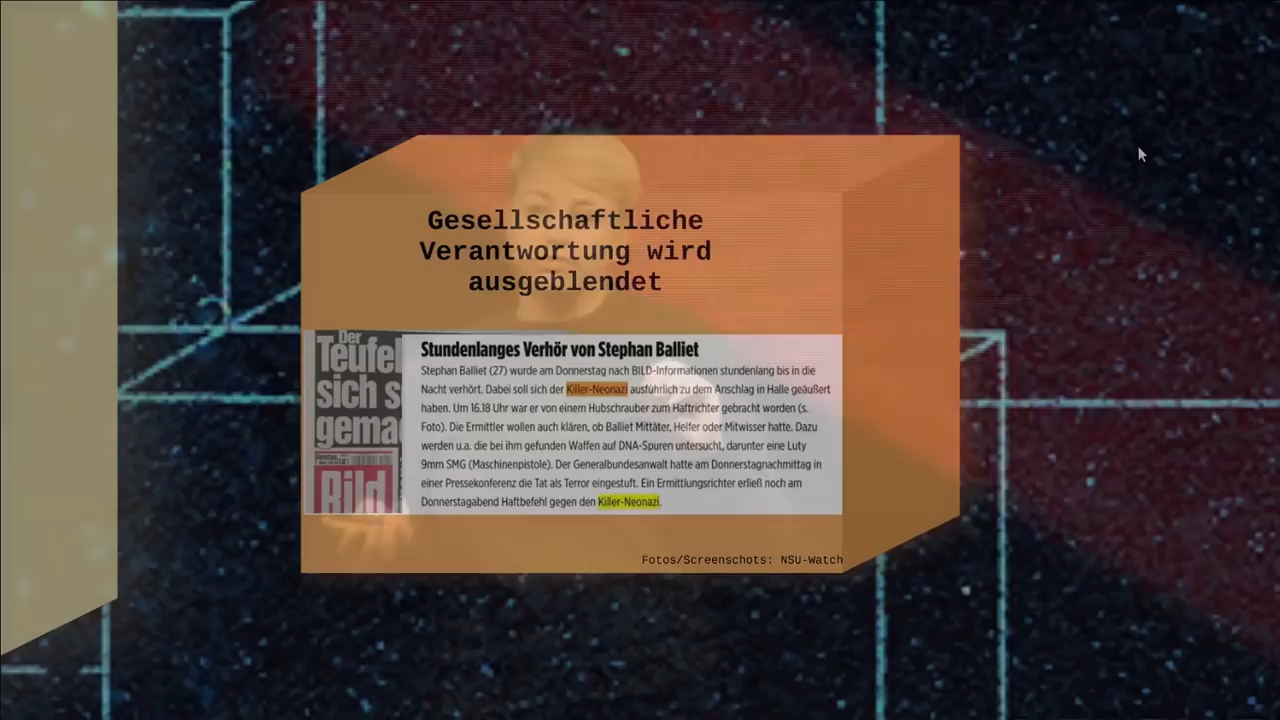 Gesellschaftliche
Verantwortung wird
ausgeblendet
Der
Teufel
sich s
gema
Bild
Stundenlanges Verhör von Stephan Balliet
Stephan Balliet (27) wurde am Donnerstag nach BILD-Informationen stundenlang bis in die
Nacht verhört. Dabei soll sich der Killer-Neonazi ausführlich zu dem Anschlag in Halle geäußert
haben. Um 16.18 Uhr war er von einem Hubschrauber zum Haftrichter gebracht worden (s.
Foto). Die Ermittler wollen auch klären, ob Balliet Mittäter, Helfer oder Mitwisser hatte. Dazu
werden u.a. die bei ihm gefunden Waffen auf DNA-Spuren untersucht, darunter eine Luty
9mm SMG (Maschinenpistole). Der Generalbundesanwalt hatte am Donnerstagnachmittag in
einer Pressekonferenz die Tat als Terror eingestuft. Ein Ermittlungsrichter erließ noch am
Donnerstagabend Haftbefehl gegen den Killer-Neonazi.
Fotos/Screenschots: NSU-Watch